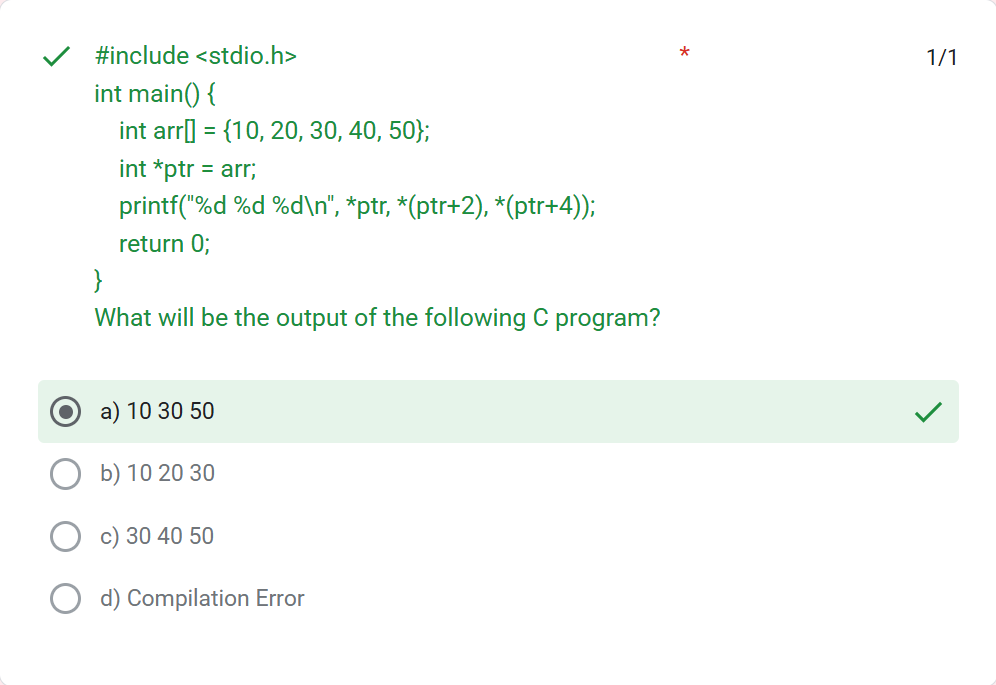 #include <stdio.h> * 1/1
int main() {
int arr[] = {10, 20, 30, 40, 50};
int *ptr = arr;
printf("%d %d %d\n", *ptr, *(ptr+2), *(ptr+4));
return 0;
}
What will be the output of the following C program?
a) 10 30 50
b) 10 20 30
c) 30 40 50
d) Compilation Error